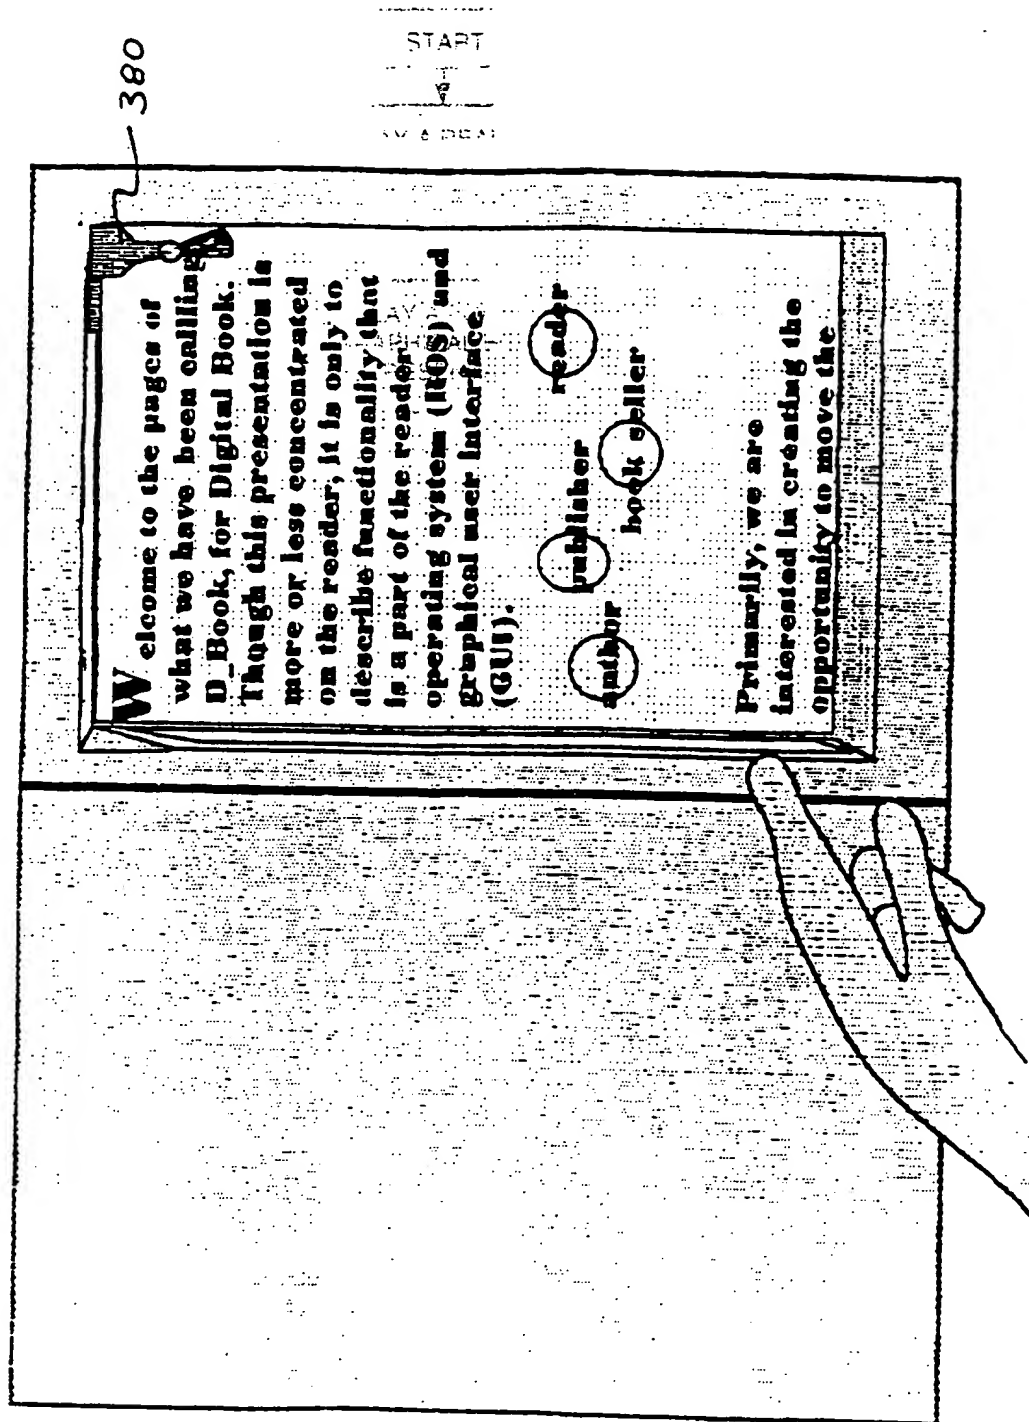 START
380
Welcome to the pages of
what we have been callling
D_Book, for Digital Book.
Though this presentation is
more or less concentrated
on the reader, it is only to
describe functionality that
is a part of the reader
operating system (ROS) and
graphical user interface
(GUI).
publisher reader
author book seller
Primarily, we are
interested in creating the
opportunity to move the